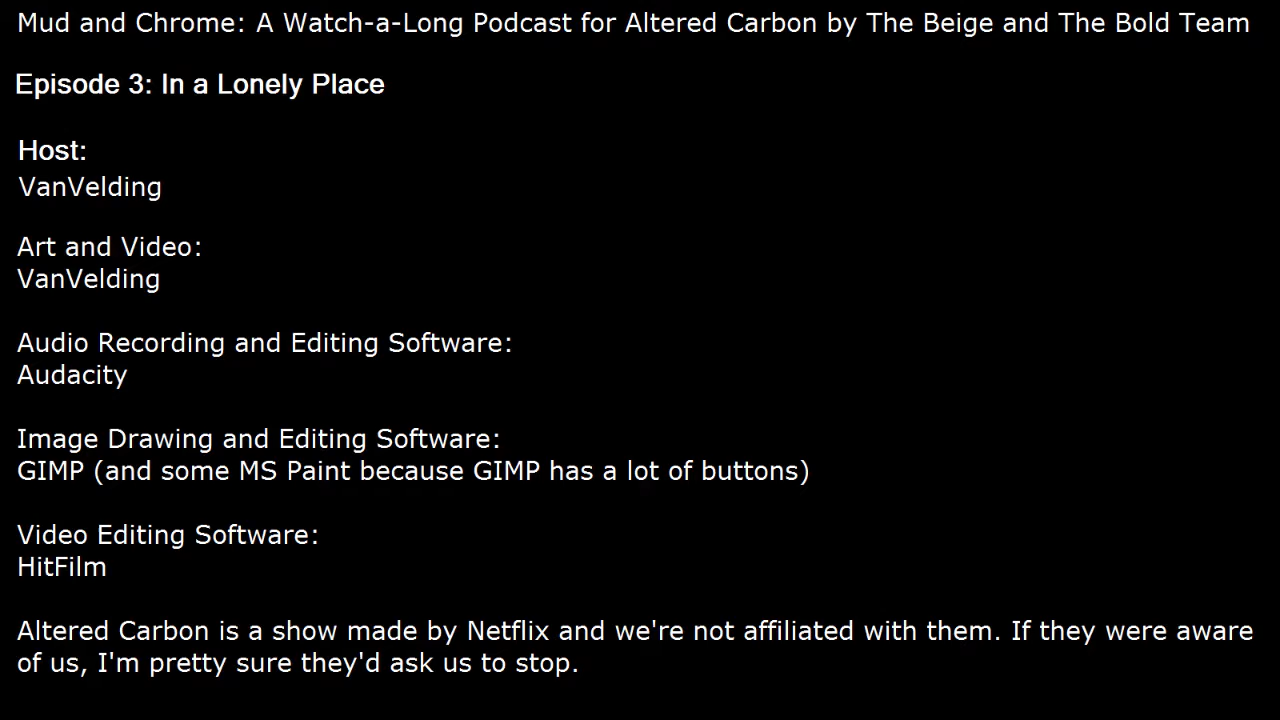 Mud and Chrome: A Watch-a-Long Podcast for Altered Carbon by The Beige and The Bold Team
Episode 3: In a Lonely Place
Host:
VanVelding
Art and Video:
VanVelding
Audio Recording and Editing Software:
Audacity
Image Drawing and Editing Software:
GIMP (and some MS Paint because GIMP has a lot of buttons)
Video Editing Software:
HitFilm
Altered Carbon is a show made by Netflix and we're not affiliated with them. If they were aware
of us, I'm pretty sure they'd ask us to stop.